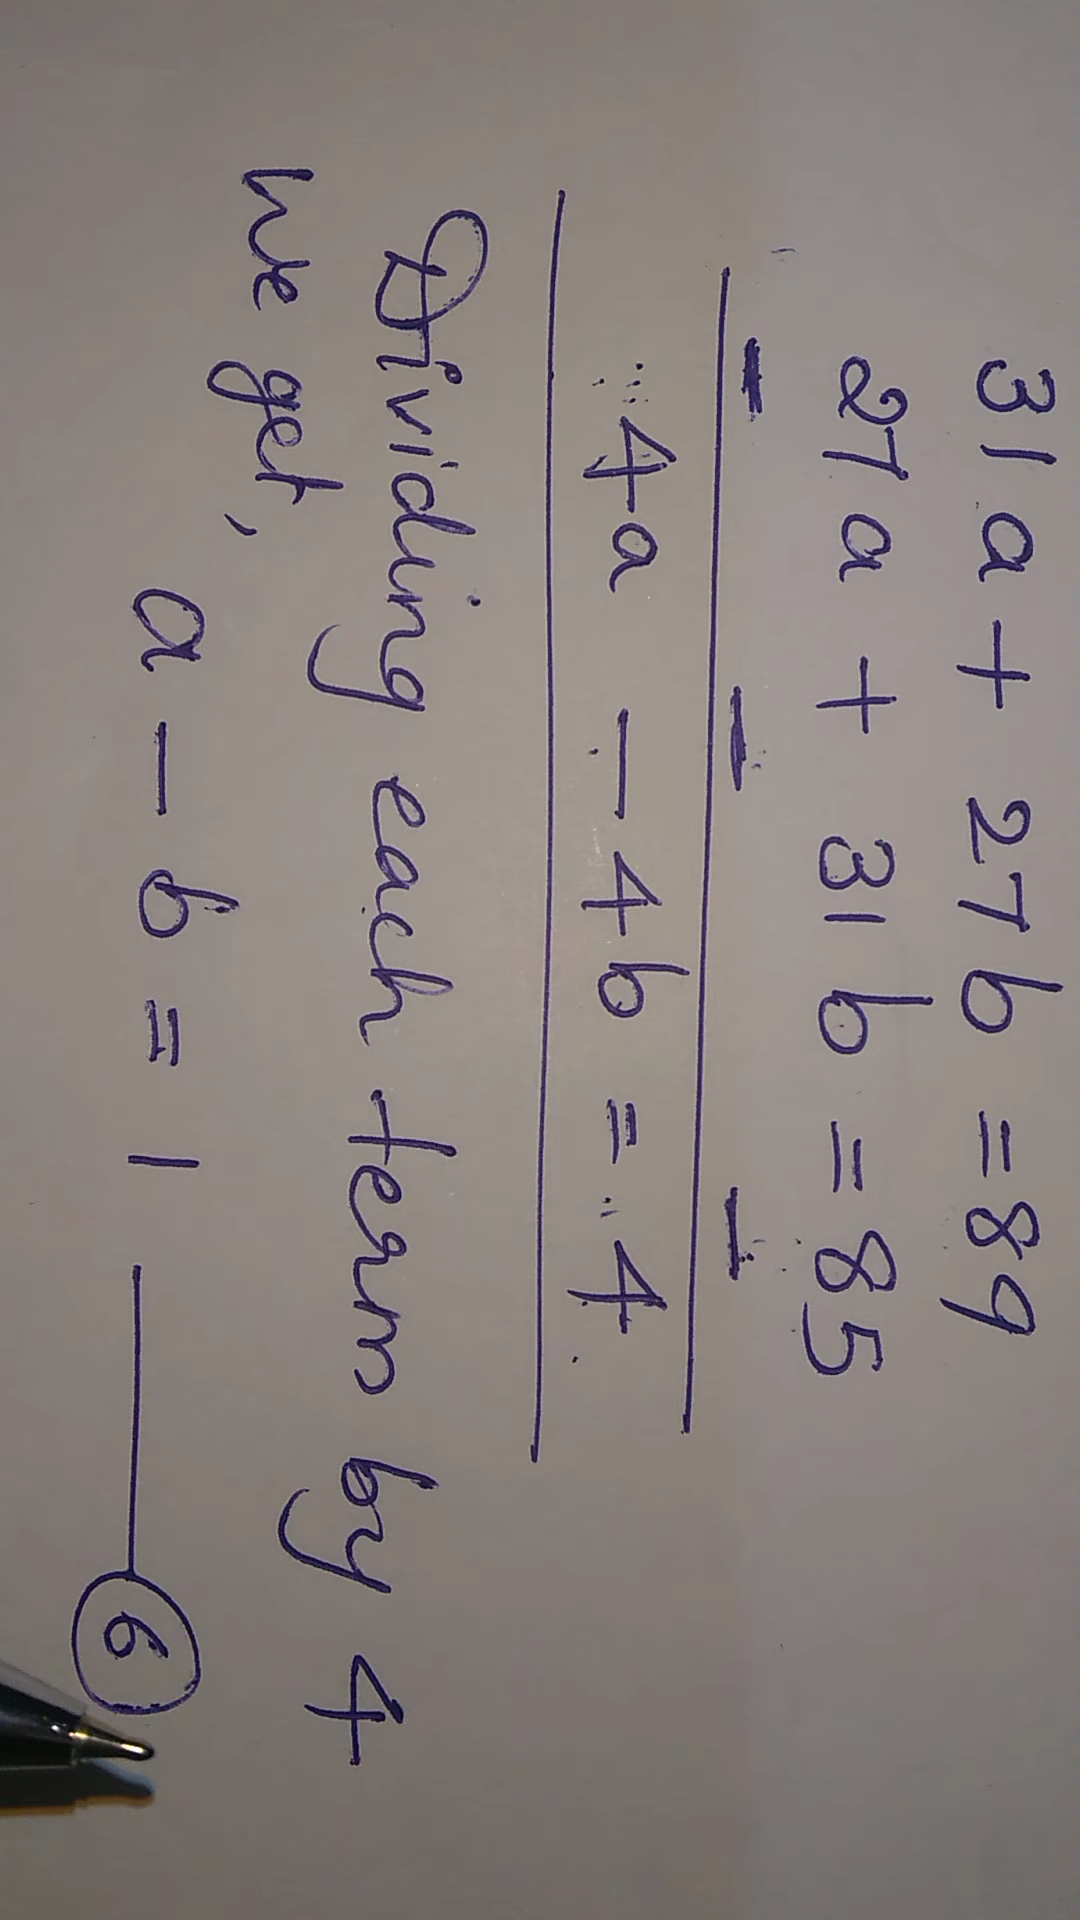 31a + 27b = 89
27a + 31b = 85
- - -
4a - 4b = 4
Dividing each term by 4
we get,
a - b = 1 —— 6